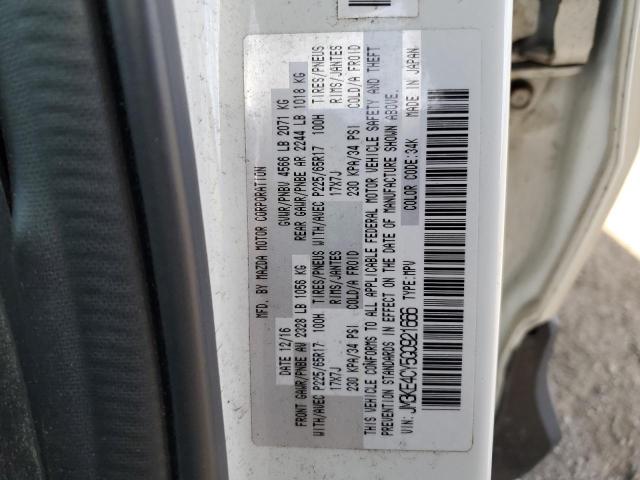 MFD. BY MAZDA MOTOR CORPORATION
DATE 12/16 GVWR/PNBV 4566 LB 2071 KG
FRONT GAWR/PNBE AV 2328 LB 1056 KG REAR GAWR/PNBE AR 2244 LB 1018 KG
WITH/AVEC P225/65R17 100H TIRES/PNEUS WITH/AVEC P225/65R17 100H TIRES/PNEUS
17X7J RIMS/JANTES 17X7J RIMS/JANTES
230 KPA/34 PSI COLD/A FROID 230 KPA/34 PSI COLD/A FROID
THIS VEHICLE CONFORMS TO ALL APPLICABLE FEDERAL MOTOR VEHICLE SAFETY AND THEFT
PREVENTION STANDARDS IN EFFECT ON THE DATE OF MANUFACTURE SHOWN ABOVE.
VIN: JM3KE4CY5G0921666 TYPE: MPV COLOR CODE: 34K MADE IN JAPAN